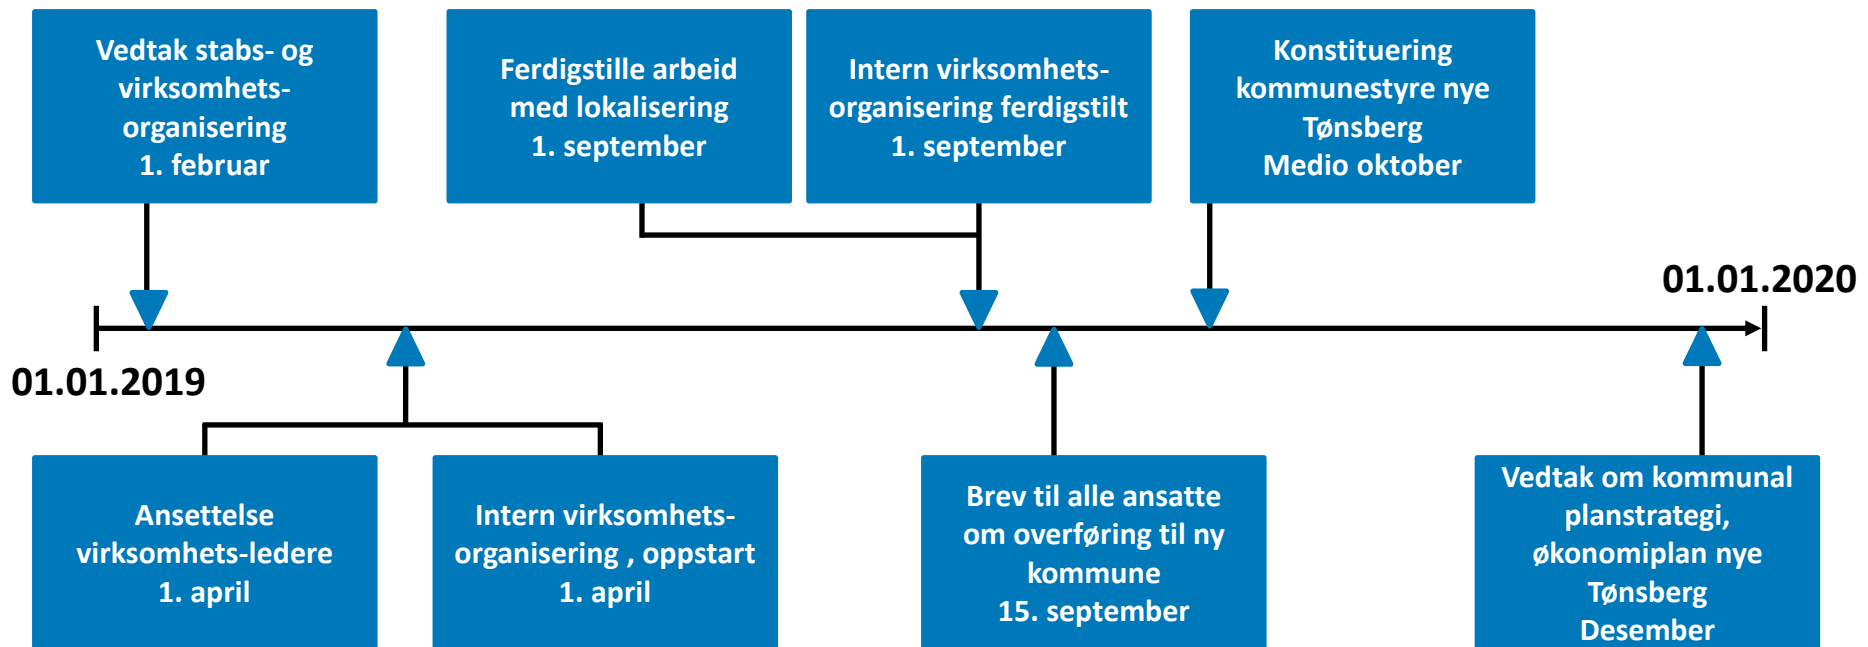 Vedtak stabs- og
virksomhets-
organisering
1. februar
Ferdigstille arbeid
med lokalisering
1. september
Intern virksomhets-
organisering ferdigstilt
1. september
Konstituering
kommunestyre nye
Tønsberg
Medio oktober
01.01.2020
01.01.2019
Ansettelse
virksomhets-ledere
1. april
Intern virksomhets-
organisering , oppstart
1. april
Brev til alle ansatte
om overføring til ny
kommune
15. september
Vedtak om kommunal
planstrategi,
økonomiplan nye
Tønsberg
Desember